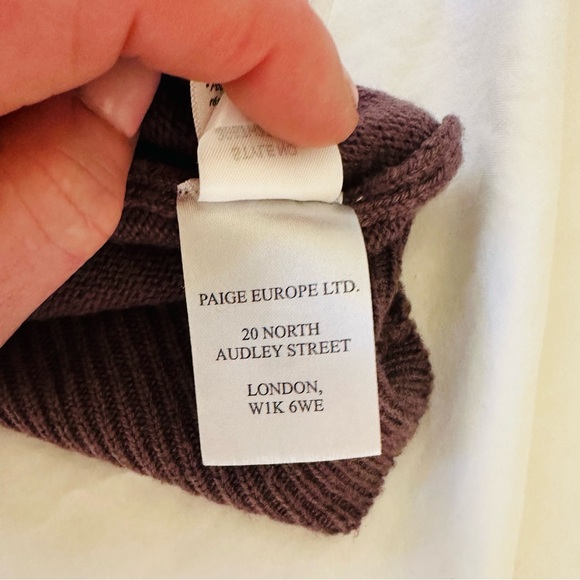 PAIGE EUROPE LTD.
20 NORTH
AUDLEY STREET
LONDON,
W1K 6WE